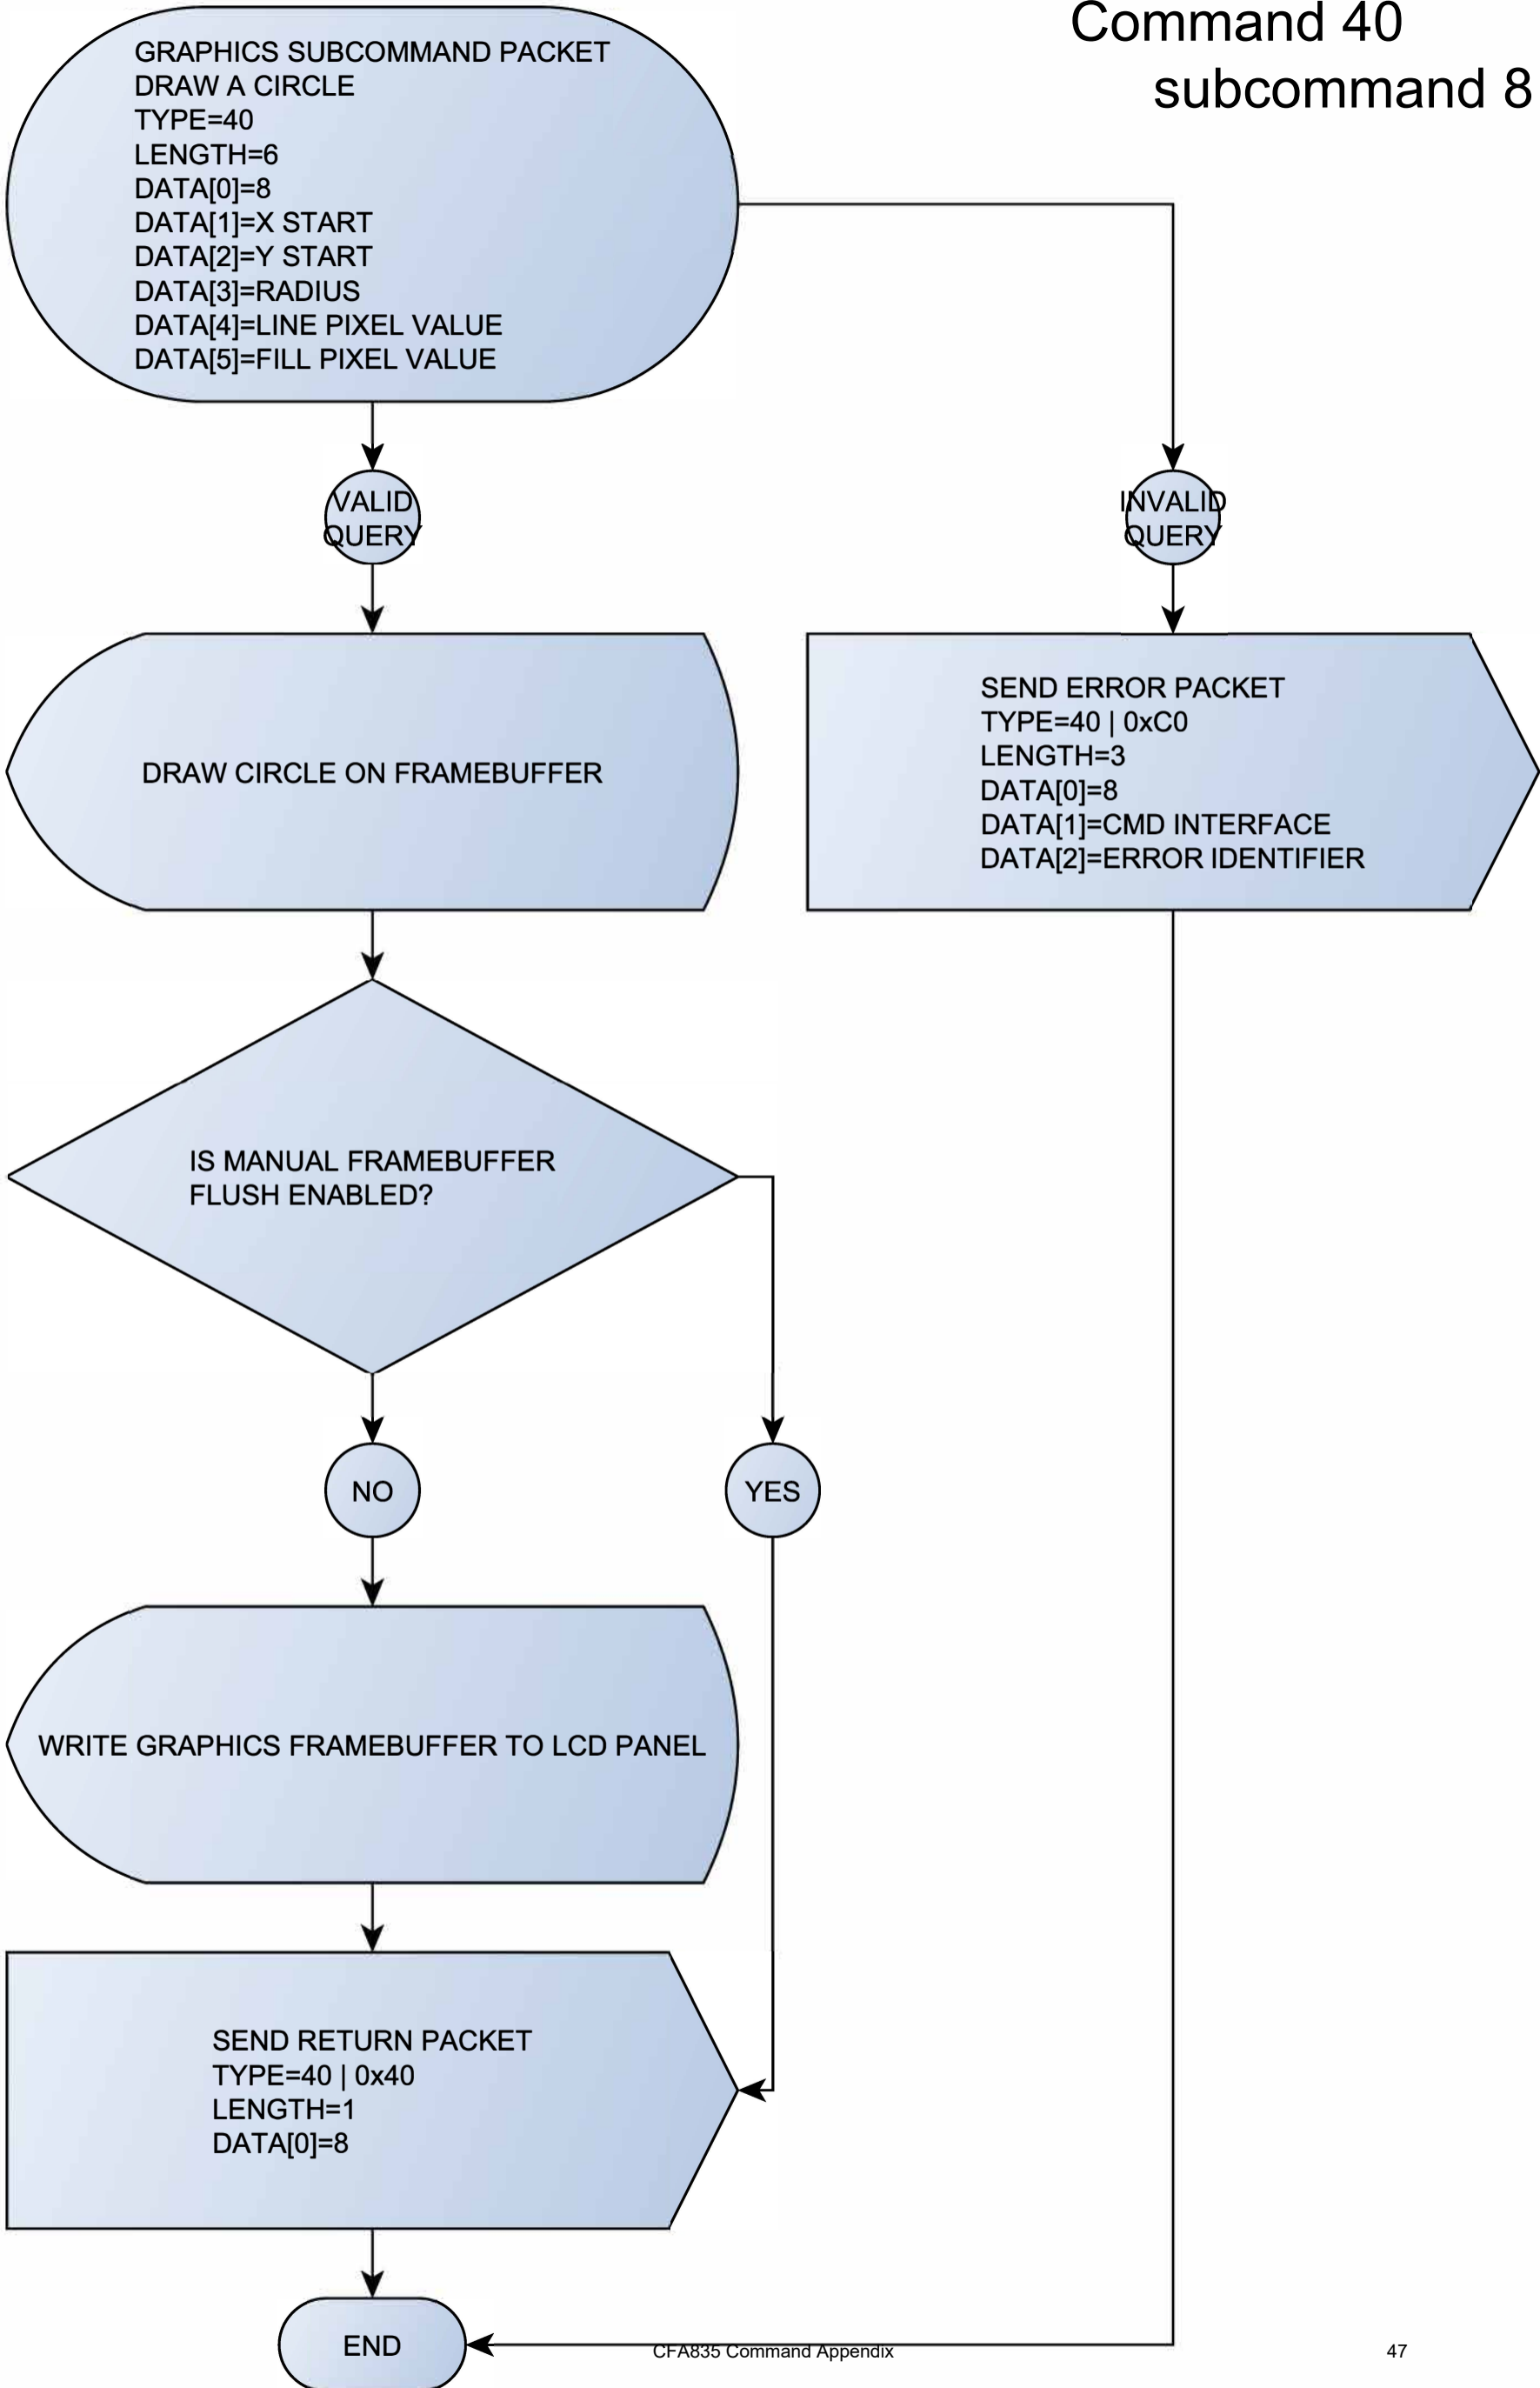 Command 40
subcommand 8
GRAPHICS SUBCOMMAND PACKET
DRAW A CIRCLE
TYPE=40
LENGTH=6
DATA[0]=8
DATA[1]=X START
DATA[2]=Y START
DATA[3]=RADIUS
DATA[4]=LINE PIXEL VALUE
DATA[5]=FILL PIXEL VALUE
VALID
QUERY
INVALID
QUERY
DRAW CIRCLE ON FRAMEBUFFER
SEND ERROR PACKET
TYPE=40 | 0xC0
LENGTH=3
DATA[0]=8
DATA[1]=CMD INTERFACE
DATA[2]=ERROR IDENTIFIER
IS MANUAL FRAMEBUFFER
FLUSH ENABLED?
NO
YES
WRITE GRAPHICS FRAMEBUFFER TO LCD PANEL
SEND RETURN PACKET
TYPE=40 | 0x40
LENGTH=1
DATA[0]=8
END
CFA835 Command Appendix
47